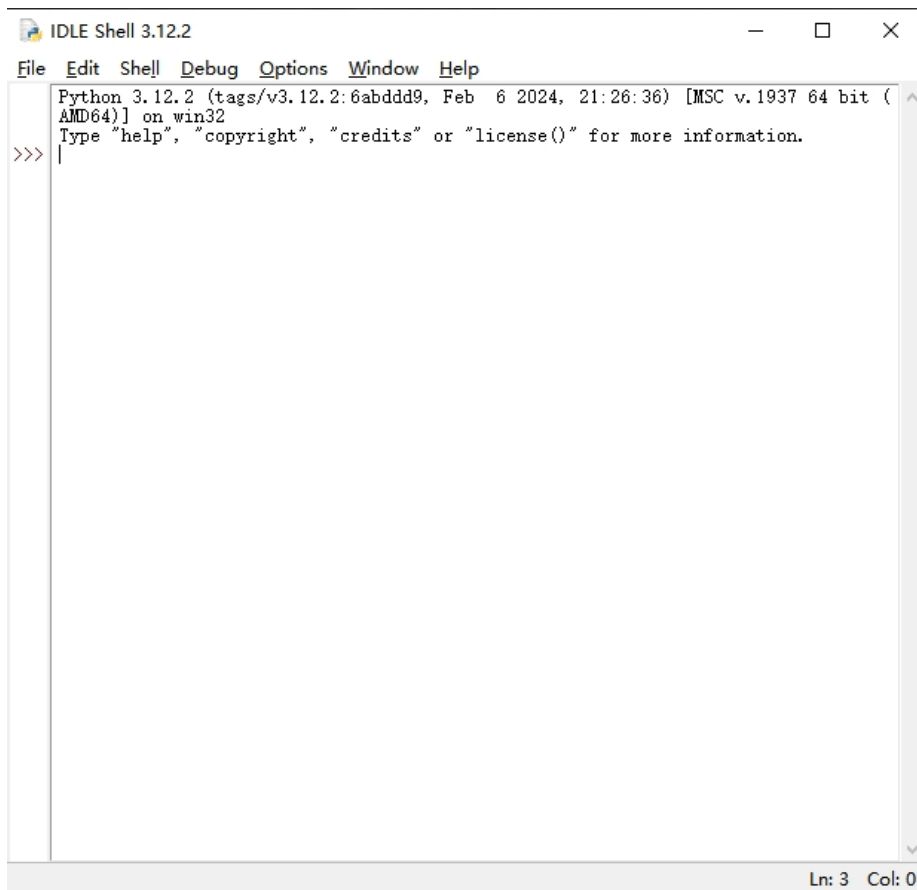 IDLE Shell 3.12.2
File Edit Shell Debug Options Window Help
Python 3.12.2 (tags/v3.12.2:6abddd9, Feb  6 2024, 21:26:36) [MSC v.1937 64 bit (
AMD64)] on win32
Type "help", "copyright", "credits" or "license()" for more information.
>>>
Ln: 3 Col: 0